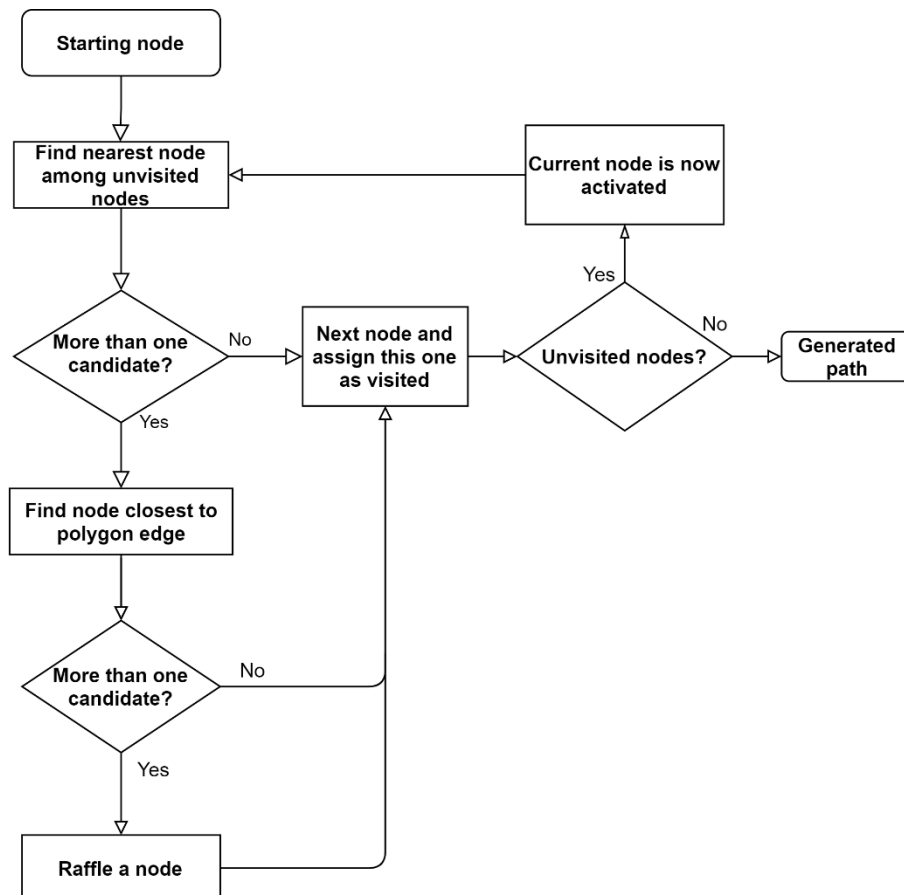 Starting node
Find nearest node
among unvisited
nodes
Current node is now
activated
Yes
More than one
candidate?
No
Next node and
assign this one
as visited
Unvisited nodes?
No
Generated
path
Yes
Find node closest to
polygon edge
More than one
candidate?
No
Yes
Raffle a node